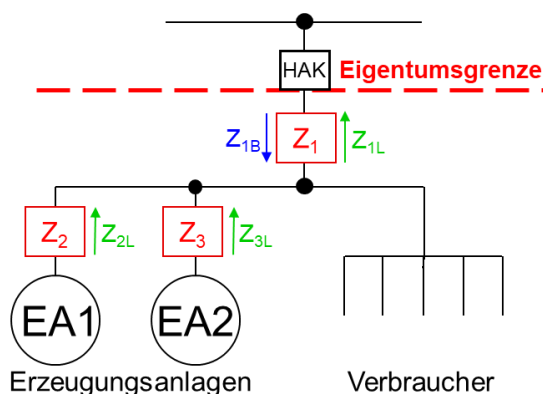 HAK Eigentumsgrenze
Z1B Z1 Z1L
Z2 Z2L Z3 Z3L
EA1 EA2
Erzeugungsanlagen Verbraucher